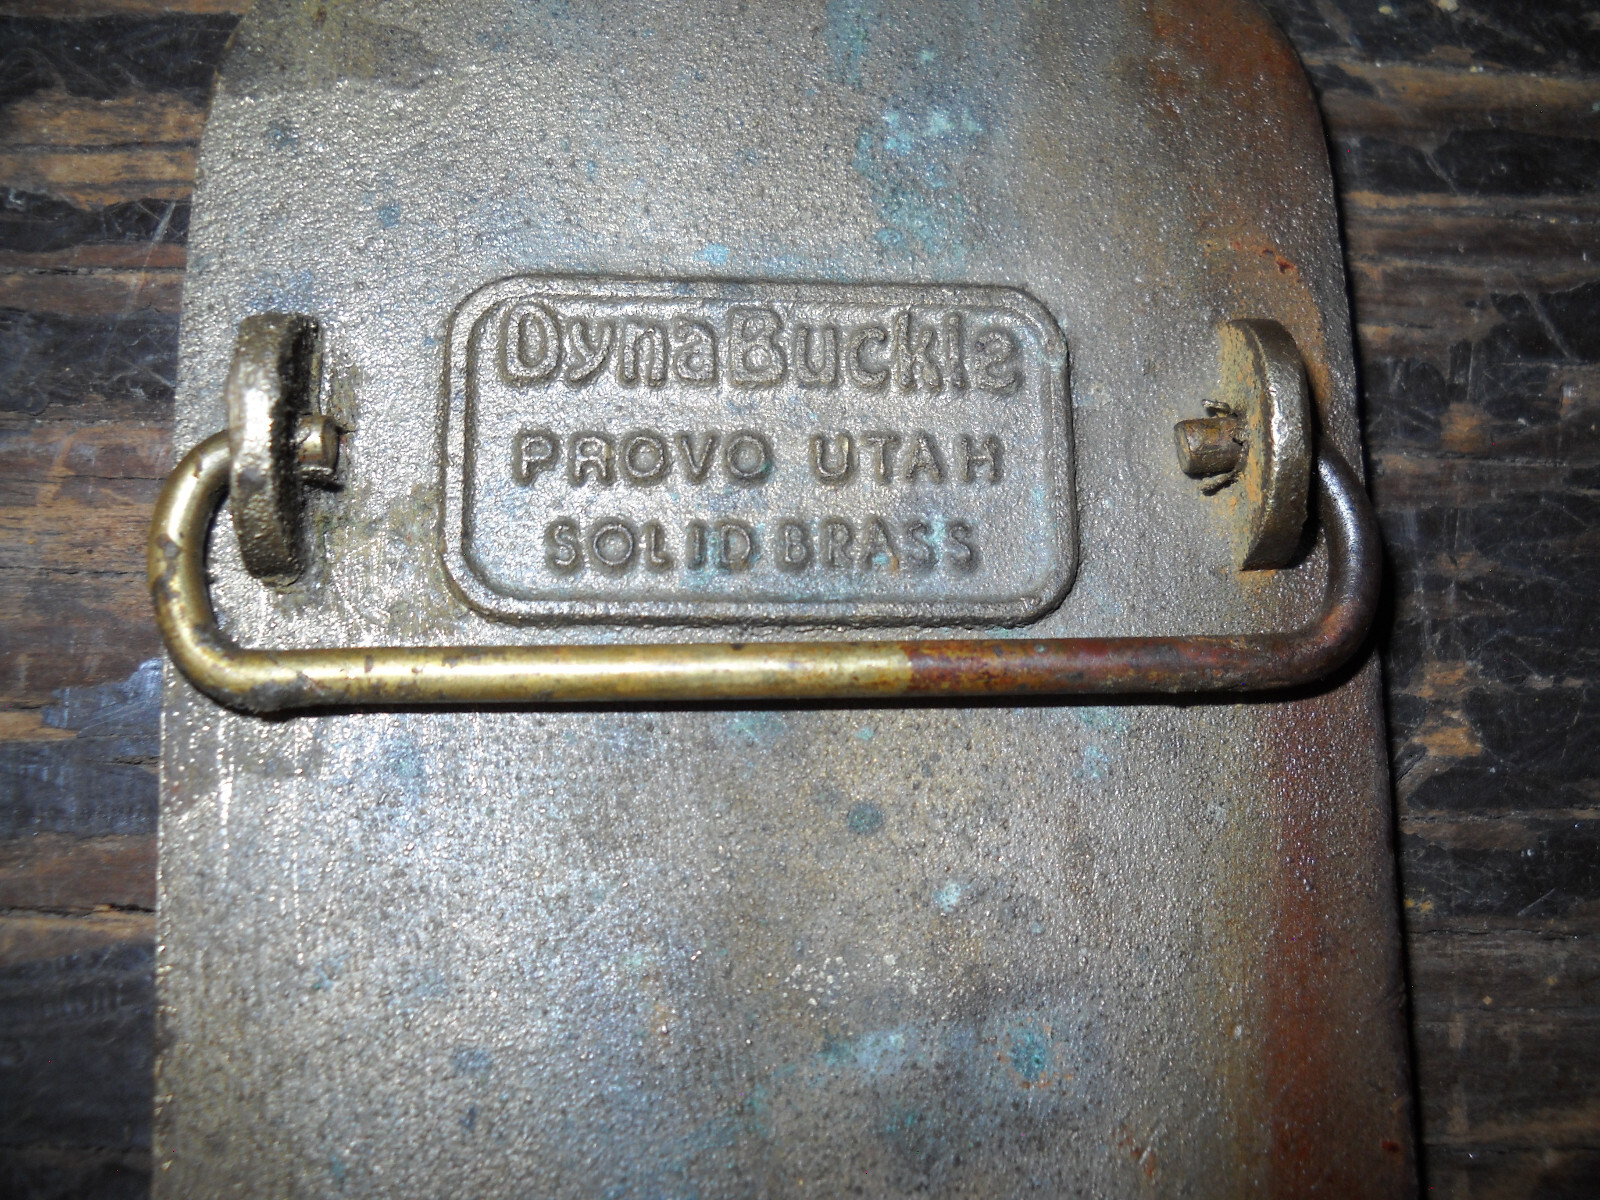 DynaBuckle
PROVO UTAH
SOLID BRASS